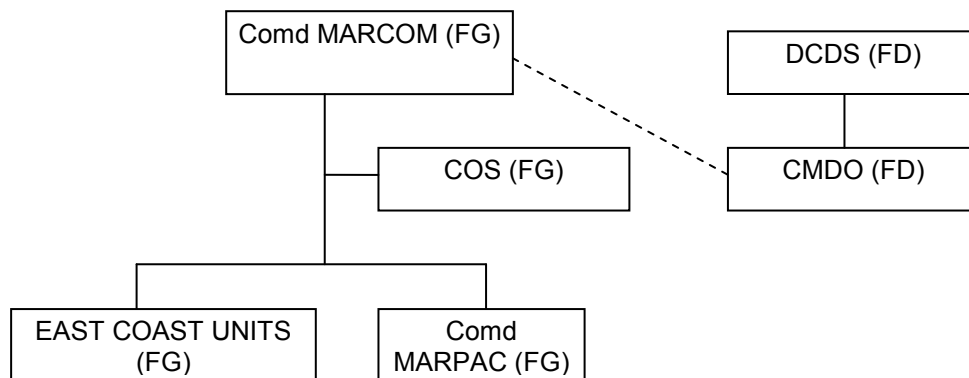 Comd MARCOM (FG)
DCDS (FD)
COS (FG)
CMDO (FD)
EAST COAST UNITS
(FG)
Comd
MARPAC (FG)